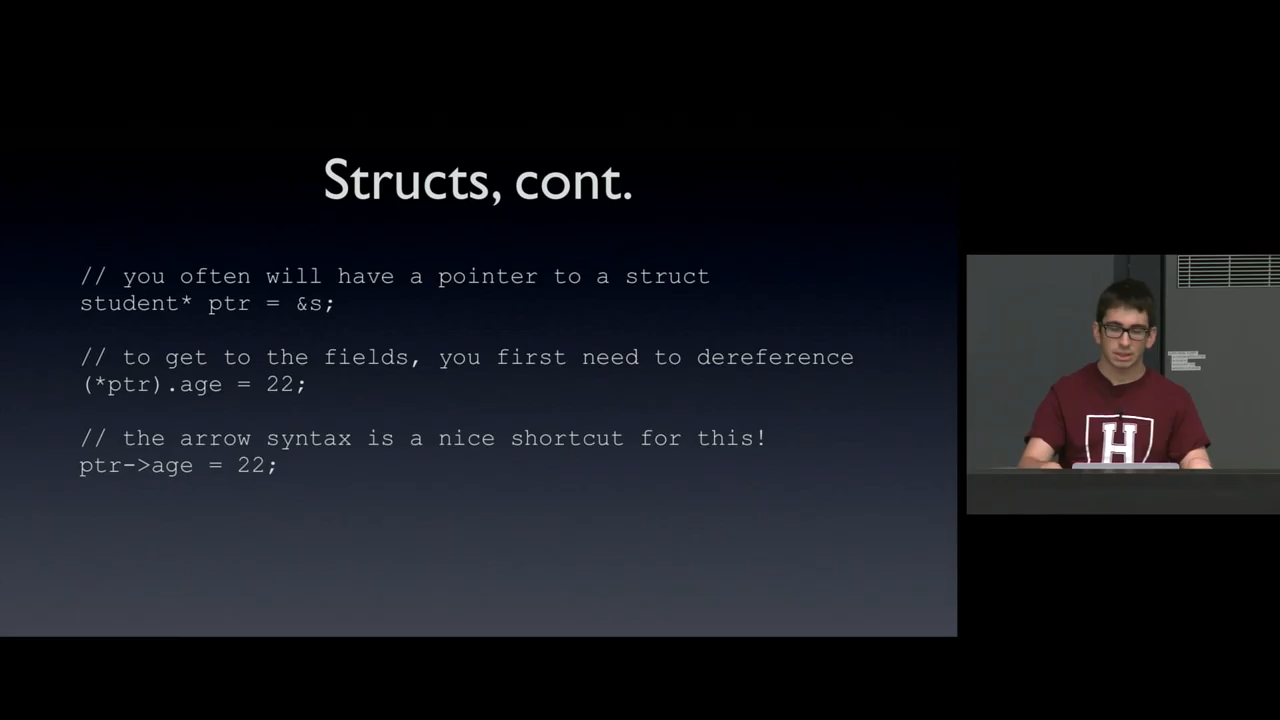 Structs, cont.
// you often will have a pointer to a struct
student* ptr = &s;
// to get to the fields, you first need to dereference
(*ptr).age = 22;
// the arrow syntax is a nice shortcut for this!
ptr->age = 22;
H